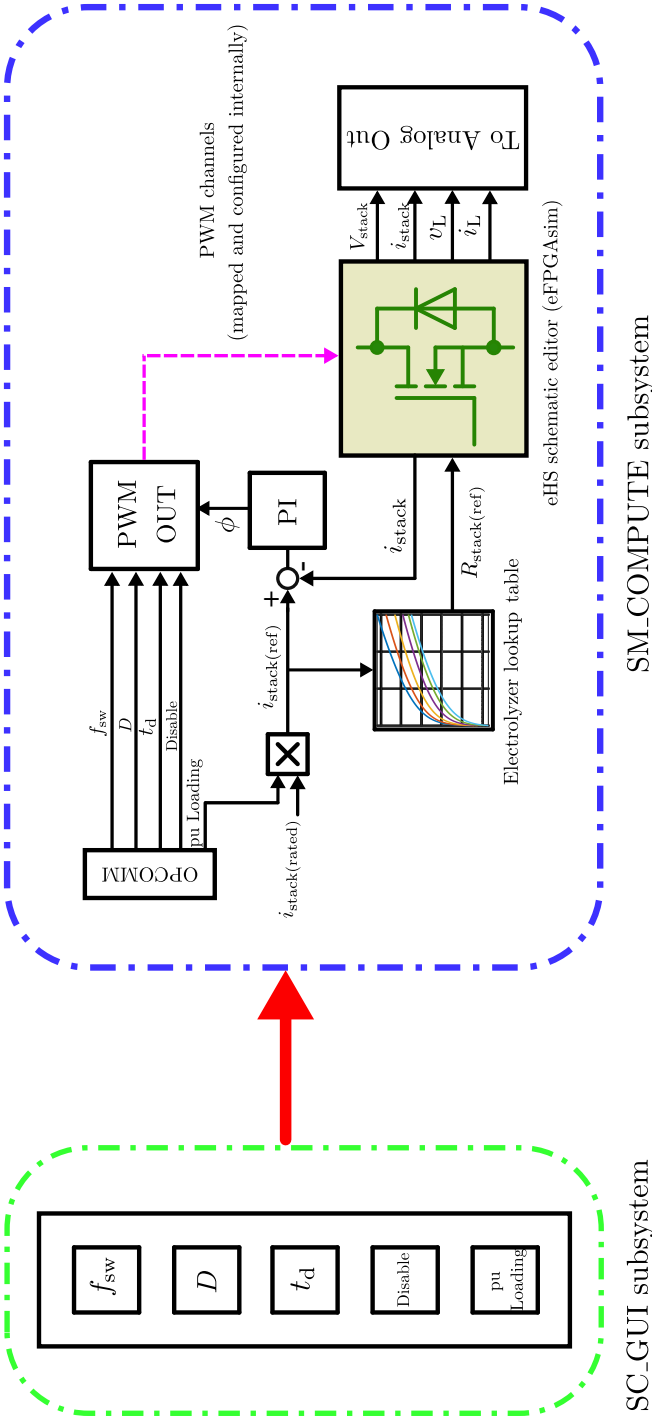 f_sw
D
t_d
Disable
pu
Loading
SC_GUI subsystem
OPCOMM
f_sw
D
t_d
Disable
pu Loading
i_stack(rated)
i_stack(ref)
+
-
PI
ϕ
PWM
OUT
PWM channels
(mapped and configured internally)
Electrolyzer lookup table
R_stack(ref)
i_stack
eHS schematic editor (eFPGAsim)
V_stack
i_stack
v_L
i_L
To Analog Out
SM_COMPUTE subsystem